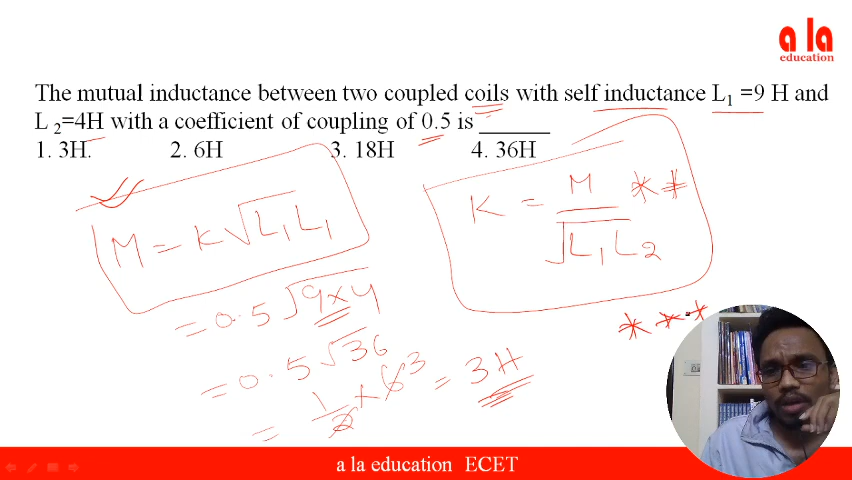 a la
education
The mutual inductance between two coupled coils with self inductance L₁ =9 H and
L ₂=4H with a coefficient of coupling of 0.5 is ______
1. 3H. 2. 6H 3. 18H 4. 36H
M = K√L₁L₁
K = M/√L₁L₂ **
= 0.5 √9×4
***
= 0.5 √36
= 1/2 × 6 3 = 3H
a la education ECET